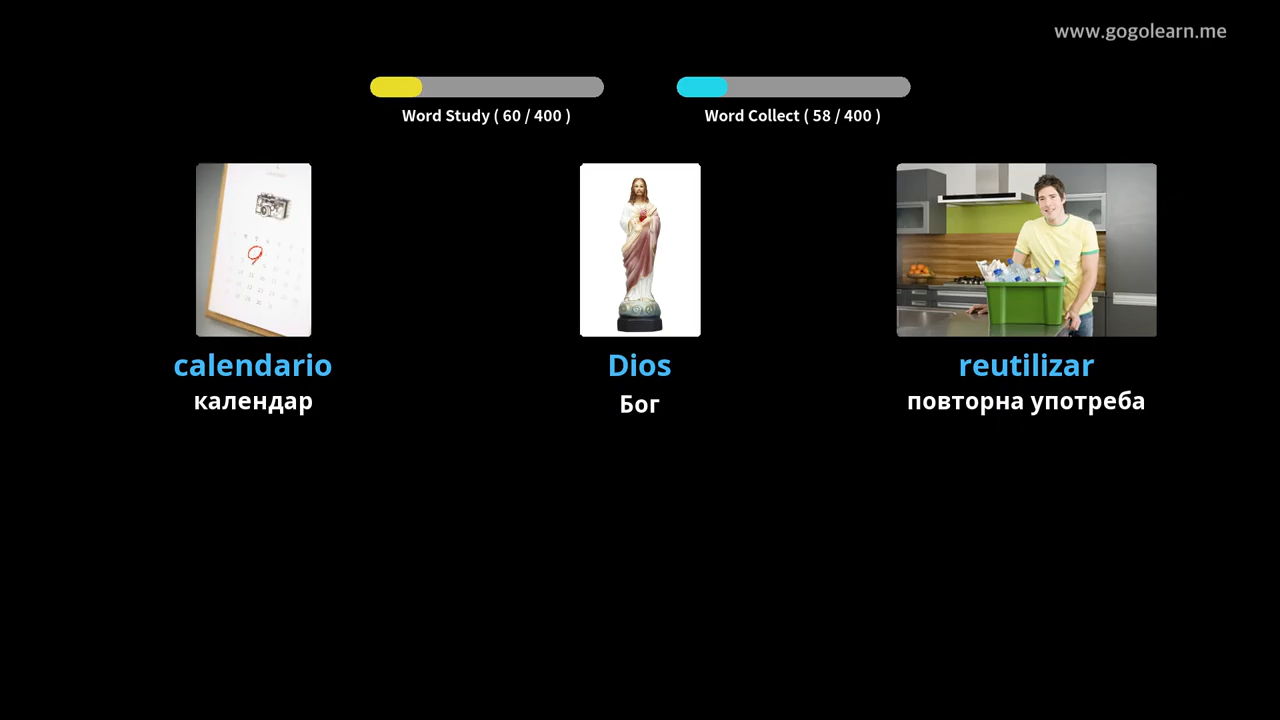 www.gogolearn.me
Word Study ( 60 / 400 )
Word Collect ( 58 / 400 )
calendario
календар
Dios
Бог
reutilizar
повторна употреба